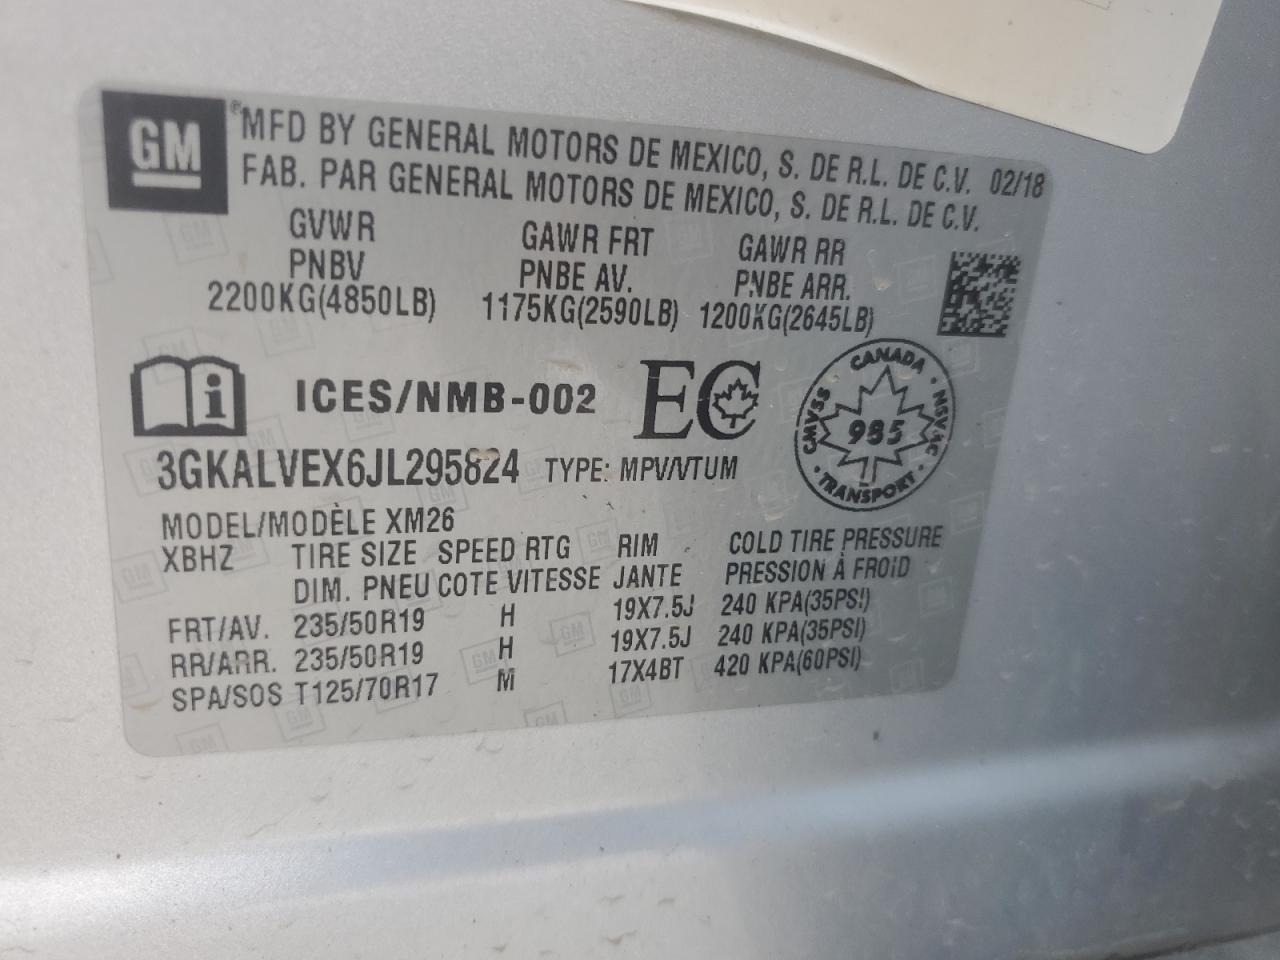 GM ® MFD BY GENERAL MOTORS DE MEXICO, S. DE R.L. DE C.V. 02/18
FAB. PAR GENERAL MOTORS DE MEXICO, S. DE R.L. DE C.V.
GVWR GAWR FRT GAWR RR
PNBV PNBE AV. PNBE ARR.
2200KG(4850LB) 1175KG(2590LB) 1200KG(2645LB)
i ICES/NMB-002 EC
CANADA
CMVSS 985 NSVAC
TRANSPORT
3GKALVEX6JL295824 TYPE: MPV/VTUM
MODEL/MODÈLE XM26
XBHZ TIRE SIZE SPEED RTG RIM COLD TIRE PRESSURE
DIM. PNEU COTE VITESSE JANTE PRESSION À FROID
FRT/AV. 235/50R19 H 19X7.5J 240 KPA(35PSI)
RR/ARR. 235/50R19 H 19X7.5J 240 KPA(35PSI)
SPA/SOS T125/70R17 M 17X4BT 420 KPA(60PSI)